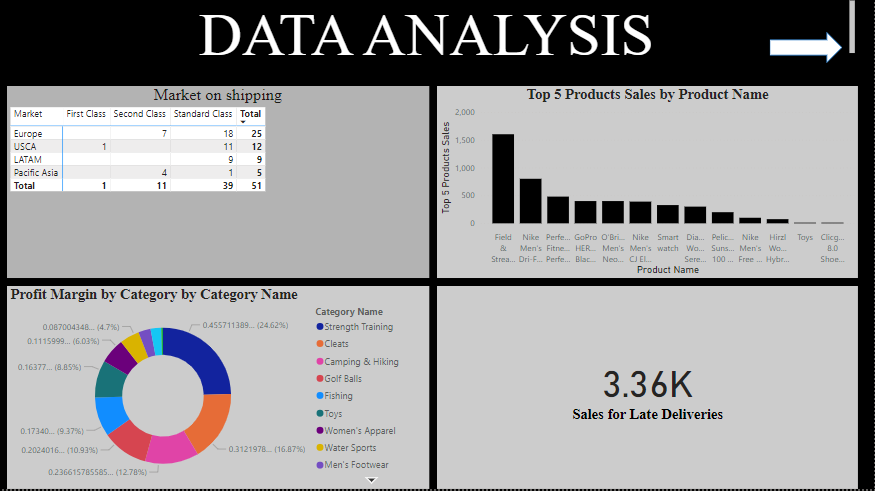 DATA ANALYSIS
Market on shipping
Market First Class Second Class Standard Class Total
Europe 7 18 25
USCA 1 11 12
LATAM 9 9
Pacific Asia 4 1 5
Total 1 11 39 51
Top 5 Products Sales by Product Name
Top 5 Products Sales
2,000
1,500
1,000
500
0
Field & Strea...
Nike Men's Dri-F...
Perfe... Fitne... Perfe...
GoPro HER... Blac...
O'Bri... Men's Neo...
Nike Men's CJ El...
Smart watch
Dia... Wo... Sere...
Pelic... Suns... 100 ...
Nike Men's Free ...
Hirzl Wo... Hybr...
Toys
Clicg... 8.0 Shoe...
Product Name
Profit Margin by Category by Category Name
0.455711389... (24.62%)
0.3121978... (16.87%)
0.236615785585... (12.78%)
0.2024016... (10.93%)
0.17340... (9.37%)
0.16377... (8.85%)
0.1115999... (6.03%)
0.087004348... (4.7%)
Category Name
Strength Training
Cleats
Camping & Hiking
Golf Balls
Fishing
Toys
Women's Apparel
Water Sports
Men's Footwear
3.36K
Sales for Late Deliveries